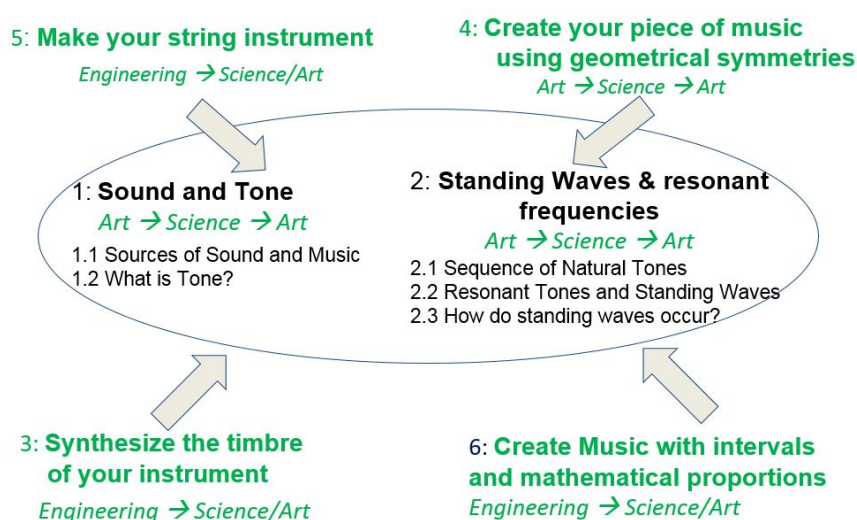 5: Make your string instrument
Engineering → Science/Art
4: Create your piece of music
using geometrical symmetries
Art → Science → Art
1: Sound and Tone
Art → Science → Art
1.1 Sources of Sound and Music
1.2 What is Tone?
2: Standing Waves & resonant
frequencies
Art → Science → Art
2.1 Sequence of Natural Tones
2.2 Resonant Tones and Standing Waves
2.3 How do standing waves occur?
3: Synthesize the timbre
of your instrument
Engineering → Science/Art
6: Create Music with intervals
and mathematical proportions
Engineering → Science/Art